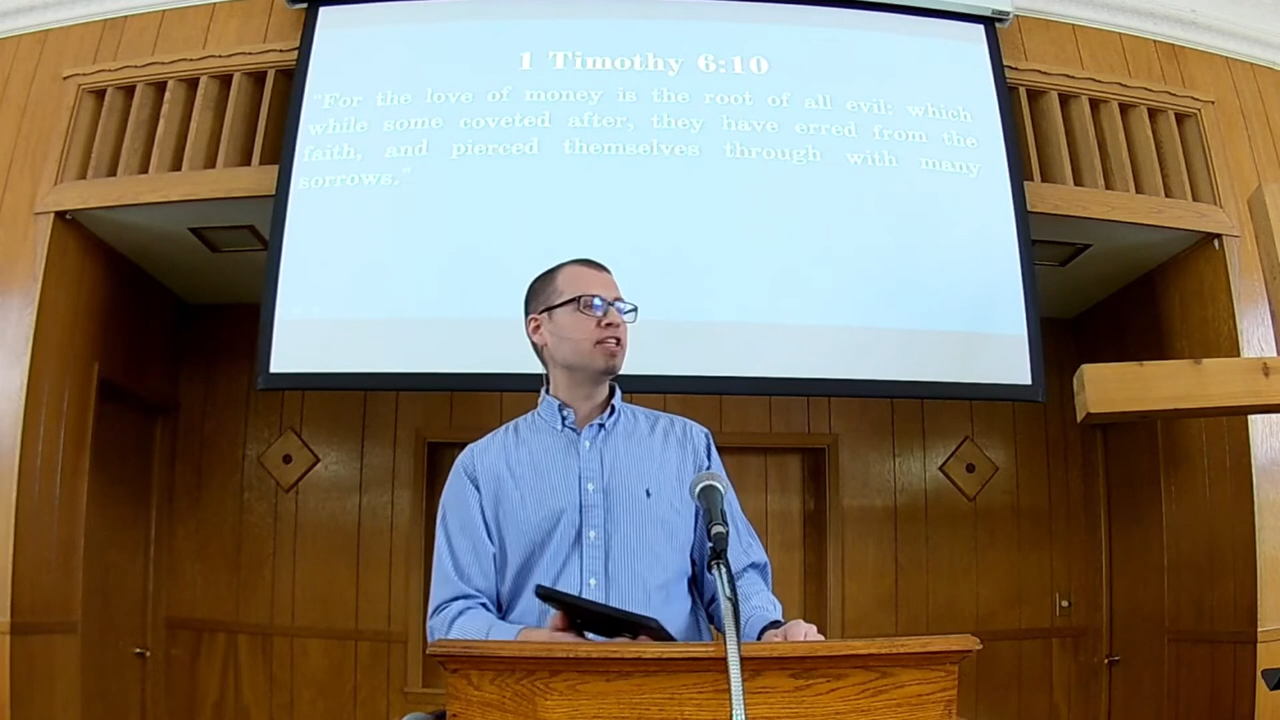 1 Timothy 6:10
"For the love of money is the root of all evil: which
while some coveted after, they have erred from the
faith, and pierced themselves through with many
sorrows."